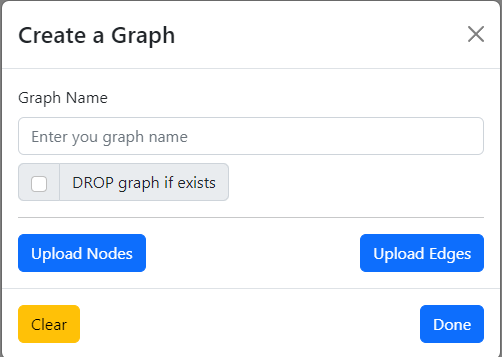 Create a Graph
Graph Name
Enter you graph name
DROP graph if exists
Upload Nodes
Upload Edges
Clear
Done